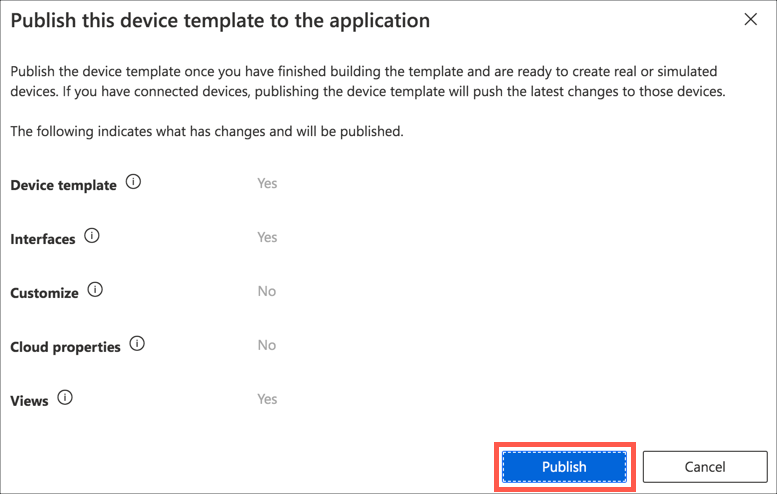 Publish this device template to the application
Publish the device template once you have finished building the template and are ready to create real or simulated
devices. If you have connected devices, publishing the device template will push the latest changes to those devices.
The following indicates what has changes and will be published.
Device template Yes
Interfaces Yes
Customize No
Cloud properties No
Views Yes
Publish Cancel